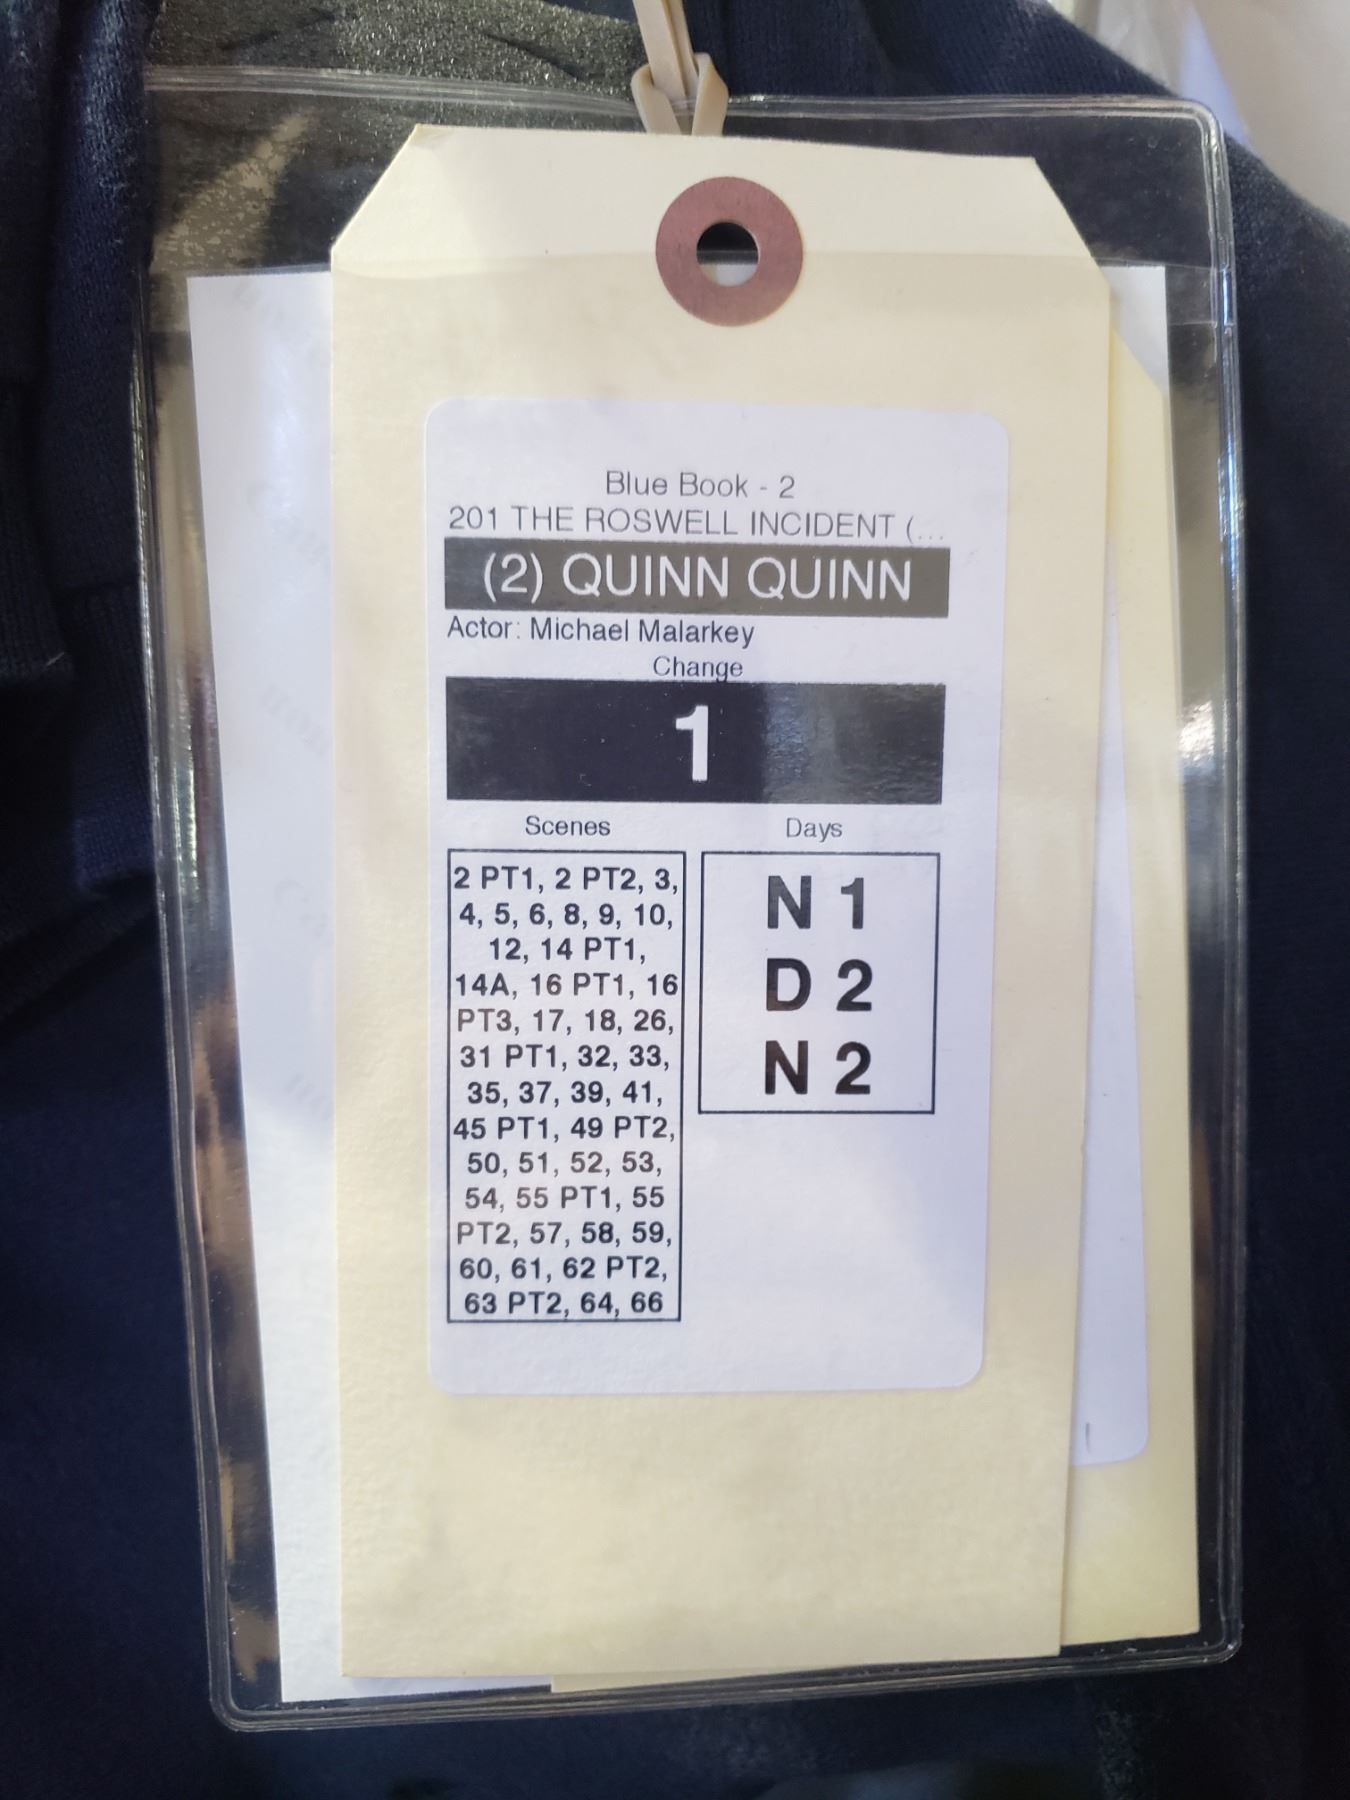 Blue Book - 2
201 THE ROSWELL INCIDENT (...
(2) QUINN QUINN
Actor: Michael Malarkey
Change
1
Scenes
Days
2 PT1, 2 PT2, 3,
4, 5, 6, 8, 9, 10,
12, 14 PT1,
14A, 16 PT1, 16
PT3, 17, 18, 26,
31 PT1, 32, 33,
35, 37, 39, 41,
45 PT1, 49 PT2,
50, 51, 52, 53,
54, 55 PT1, 55
PT2, 57, 58, 59,
60, 61, 62 PT2,
63 PT2, 64, 66
N 1
D 2
N 2